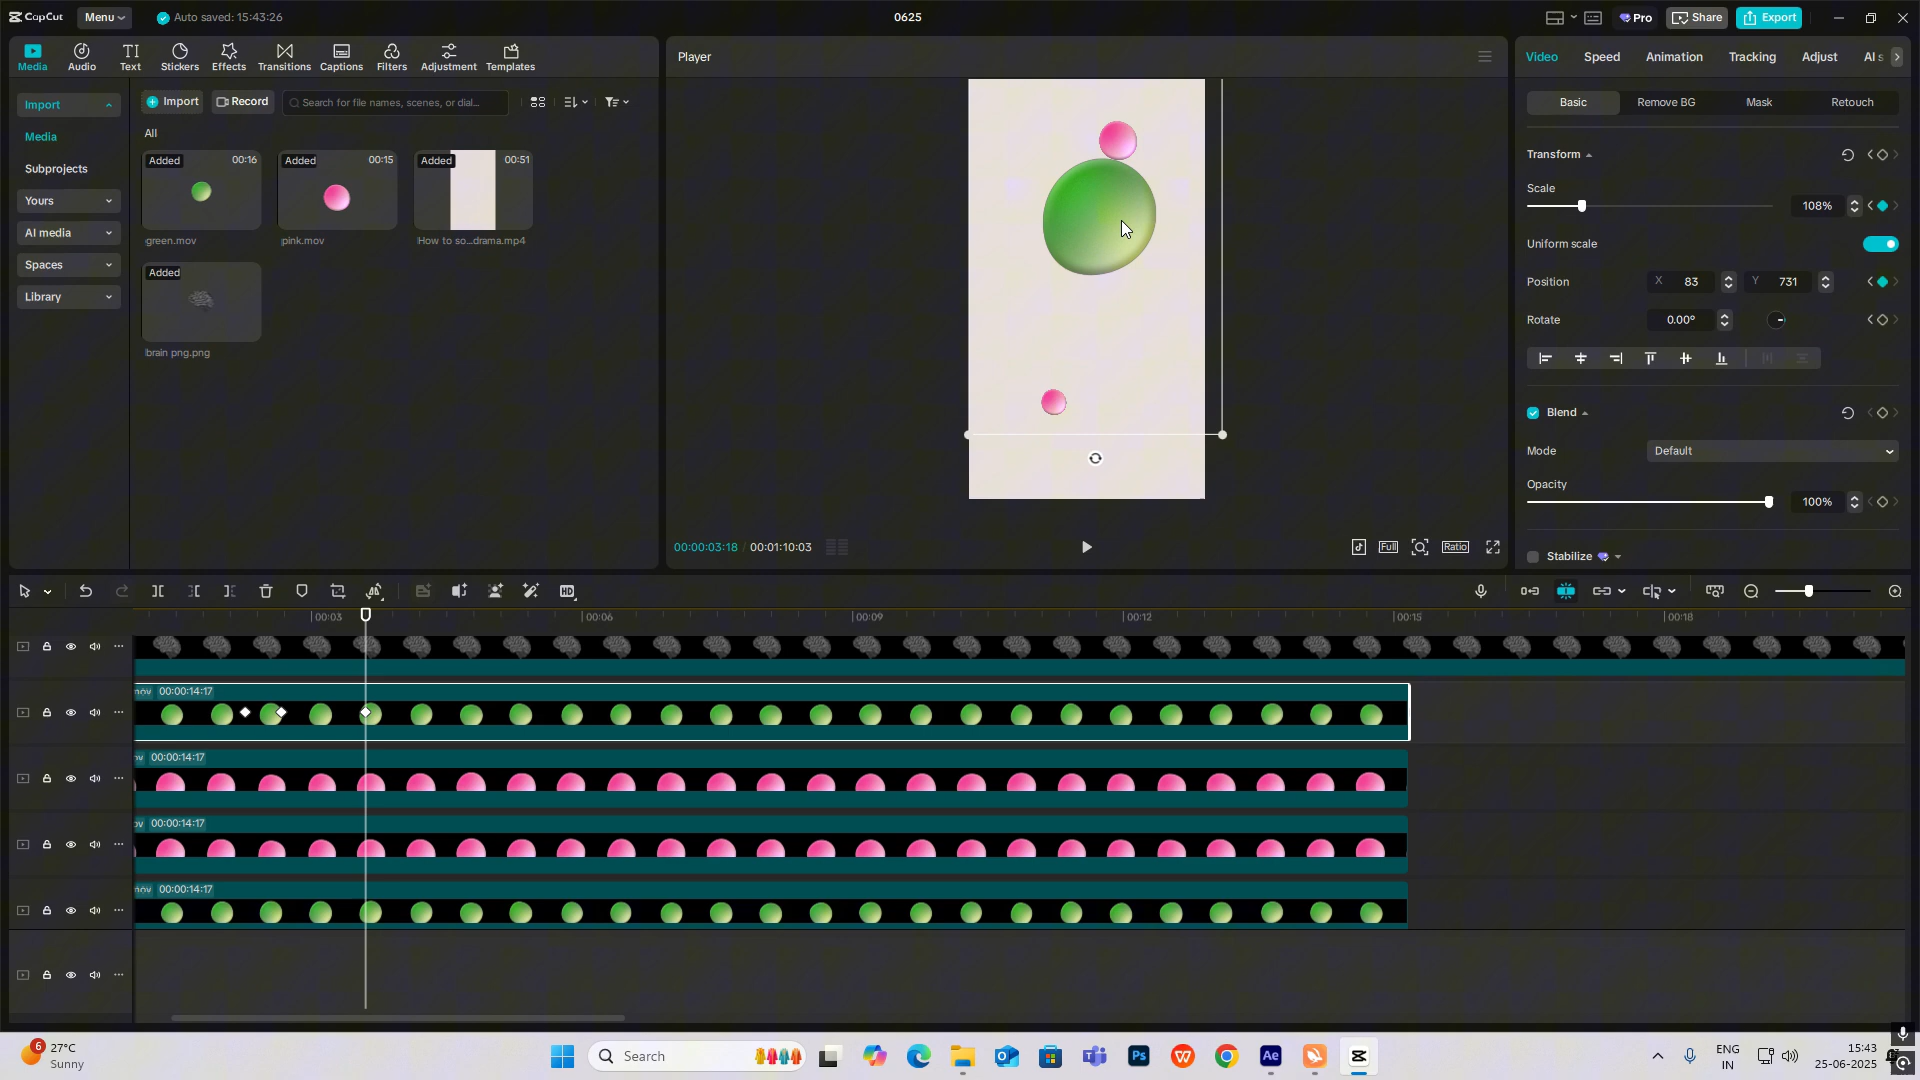 CapCut
Menu
Auto saved: 15:43:26
0625
Pro
Share
Export
Media
Audio
Text
Stickers
Effects
Transitions
Captions
Filters
Adjustment
Templates
Import
Media
Subprojects
Yours
AI media
Spaces
Library
Import
Record
Search for file names, scenes, or dial...
All
Added
00:16
green.mov
Added
00:15
pink.mov
Added
00:51
How to so...drama.mp4
Added
brain png.png
Player
00:00:03:18 / 00:01:10:03
Full
Ratio
Video
Speed
Animation
Tracking
Adjust
AI s
Basic
Remove BG
Mask
Retouch
Transform
Scale
108%
Uniform scale
Position
X 83
Y 731
Rotate
0.00°
Blend
Mode
Default
Opacity
100%
Stabilize
HD
00:03
00:06
00:09
00:12
00:15
00:18
00:00:14:17
00:00:14:17
00:00:14:17
00:00:14:17
6
27°C
Sunny
Search
Ps
Ae
ENG
IN
15:43
25-06-2025